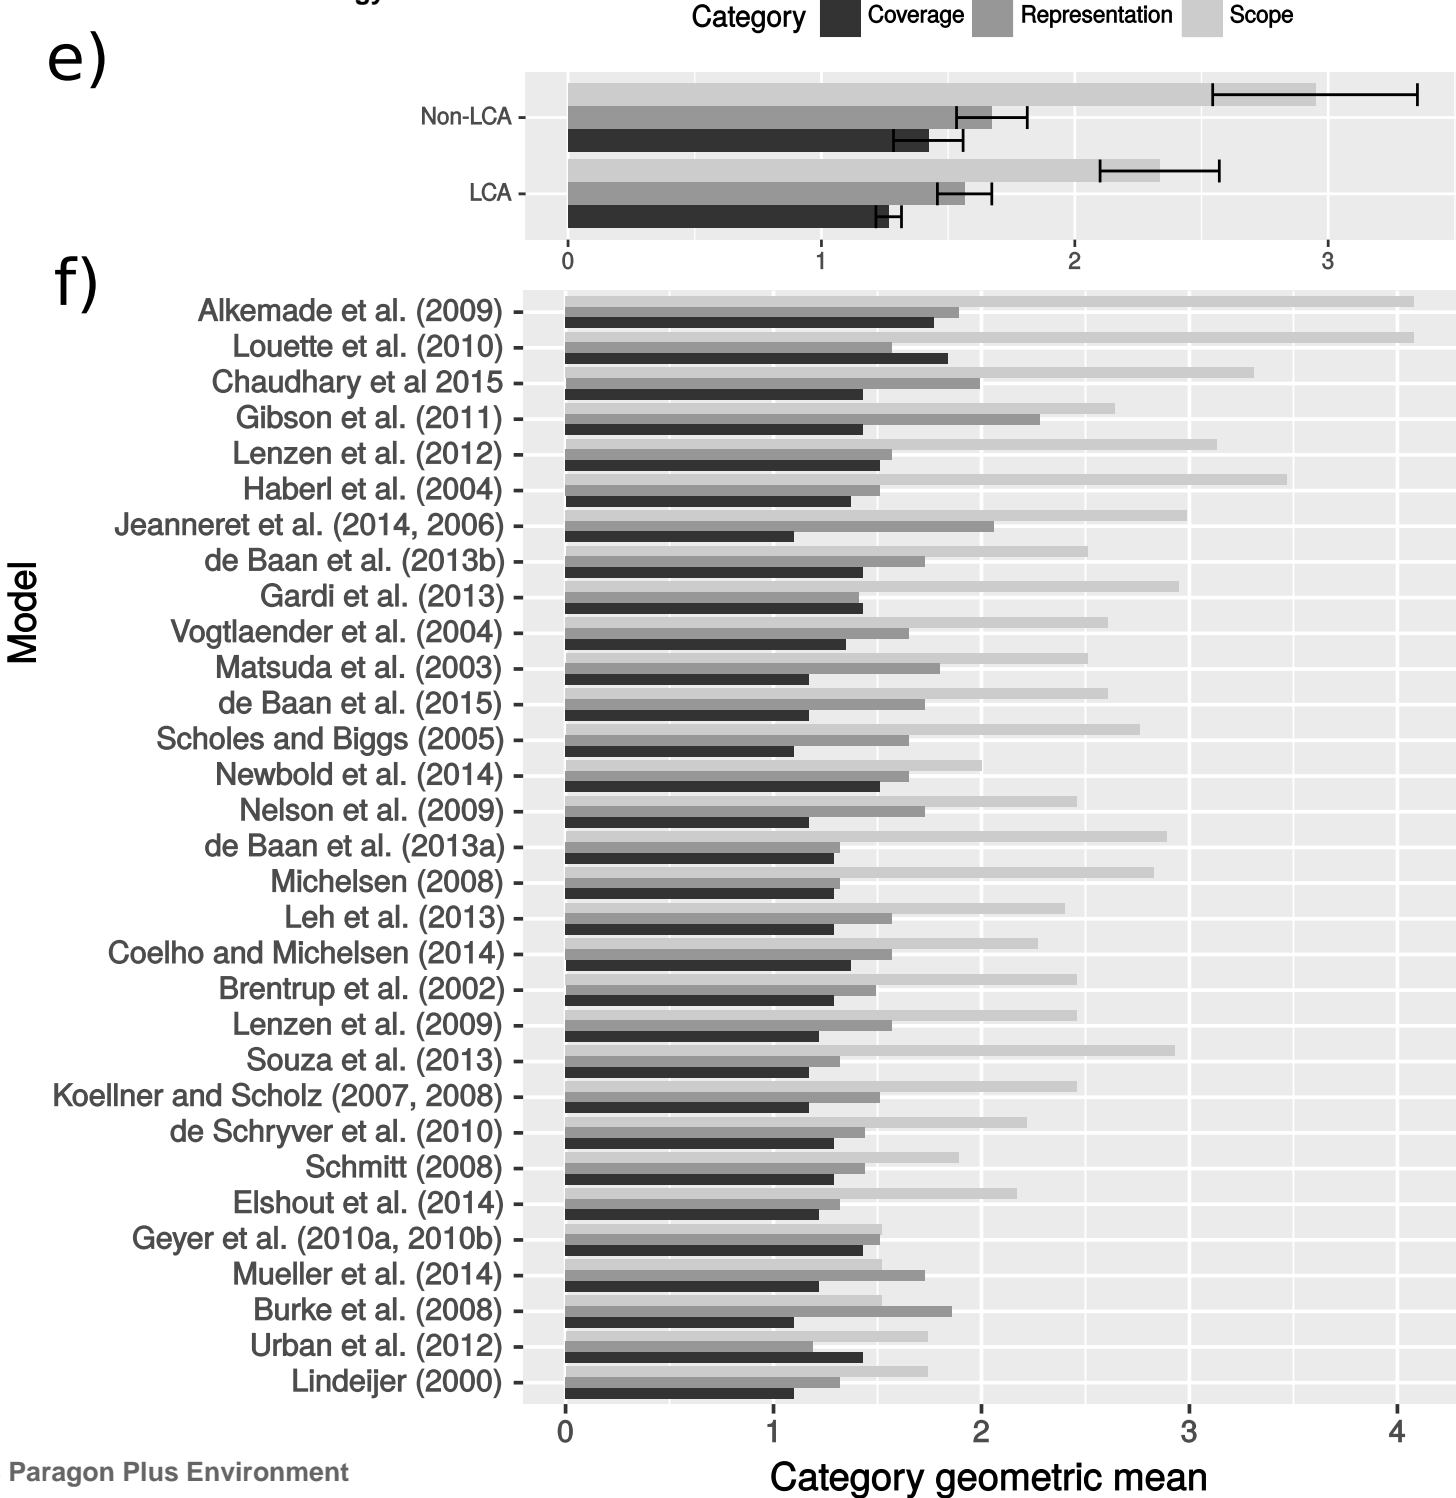 gy
Category Coverage Representation Scope
e)
Non-LCA
LCA
0 1 2 3
f)
Model
Alkemade et al. (2009)
Louette et al. (2010)
Chaudhary et al 2015
Gibson et al. (2011)
Lenzen et al. (2012)
Haberl et al. (2004)
Jeanneret et al. (2014, 2006)
de Baan et al. (2013b)
Gardi et al. (2013)
Vogtlaender et al. (2004)
Matsuda et al. (2003)
de Baan et al. (2015)
Scholes and Biggs (2005)
Newbold et al. (2014)
Nelson et al. (2009)
de Baan et al. (2013a)
Michelsen (2008)
Leh et al. (2013)
Coelho and Michelsen (2014)
Brentrup et al. (2002)
Lenzen et al. (2009)
Souza et al. (2013)
Koellner and Scholz (2007, 2008)
de Schryver et al. (2010)
Schmitt (2008)
Elshout et al. (2014)
Geyer et al. (2010a, 2010b)
Mueller et al. (2014)
Burke et al. (2008)
Urban et al. (2012)
Lindeijer (2000)
0 1 2 3 4
Category geometric mean
Paragon Plus Environment